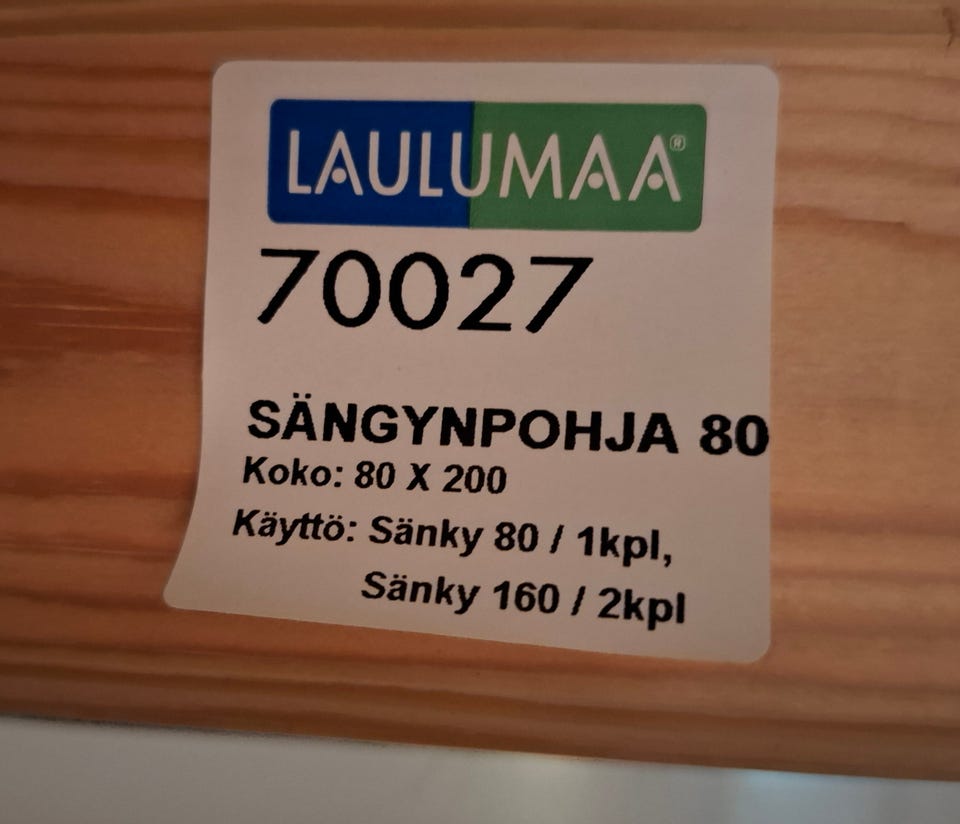 LAULUMAA®
70027
SÄNGYNPOHJA 80
Koko: 80 X 200
Käyttö: Sänky 80 / 1kpl,
Sänky 160 / 2kpl